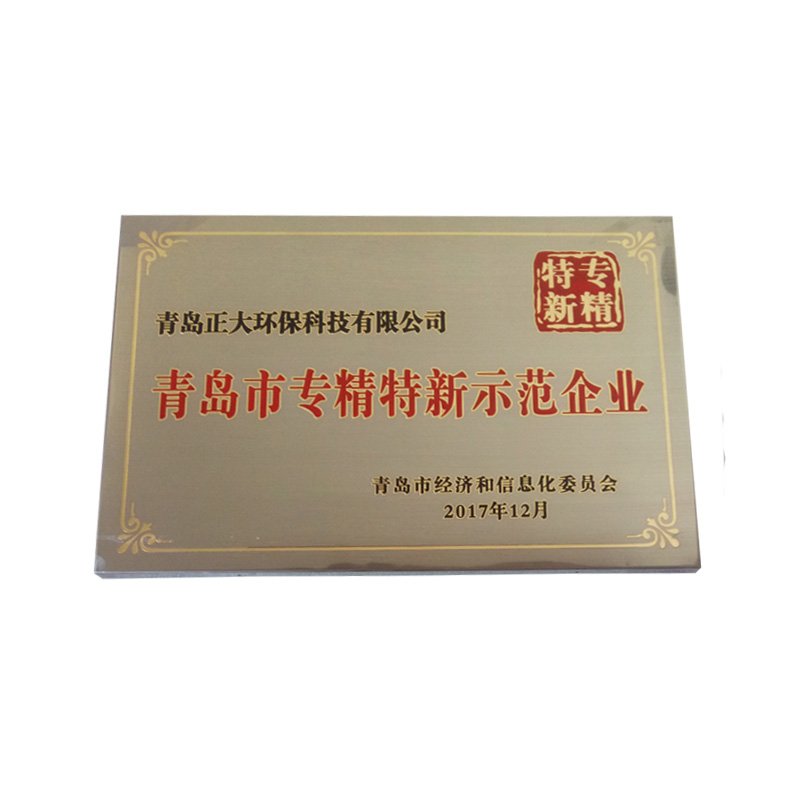 专精
特新
青岛正大环保科技有限公司
青岛市专精特新示范企业
青岛市经济和信息化委员会
2017年12月